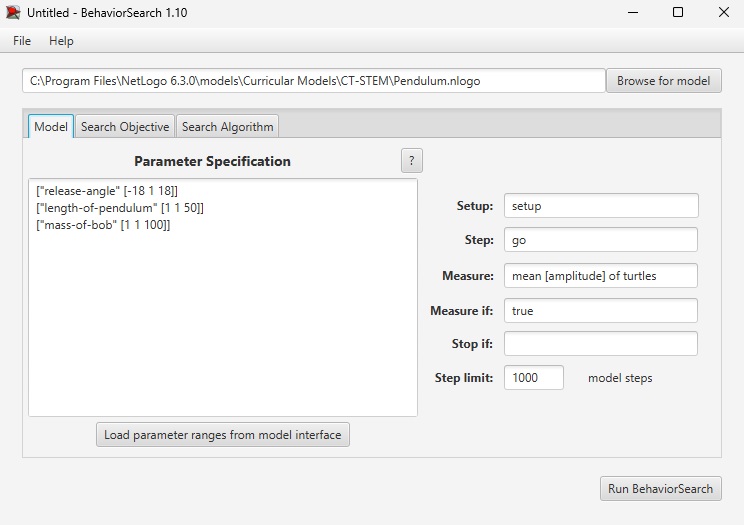 Untitled - BehaviorSearch 1.10
File Help
C:\Program Files\NetLogo 6.3.0\models\Curricular Models\CT-STEM\Pendulum.nlogo Browse for model
Model Search Objective Search Algorithm
Parameter Specification ?
["release-angle" [-18 1 18]]
["length-of-pendulum" [1 1 50]]
["mass-of-bob" [1 1 100]]
Setup: setup
Step: go
Measure: mean [amplitude] of turtles
Measure if: true
Stop if:
Step limit: 1000 model steps
Load parameter ranges from model interface
Run BehaviorSearch